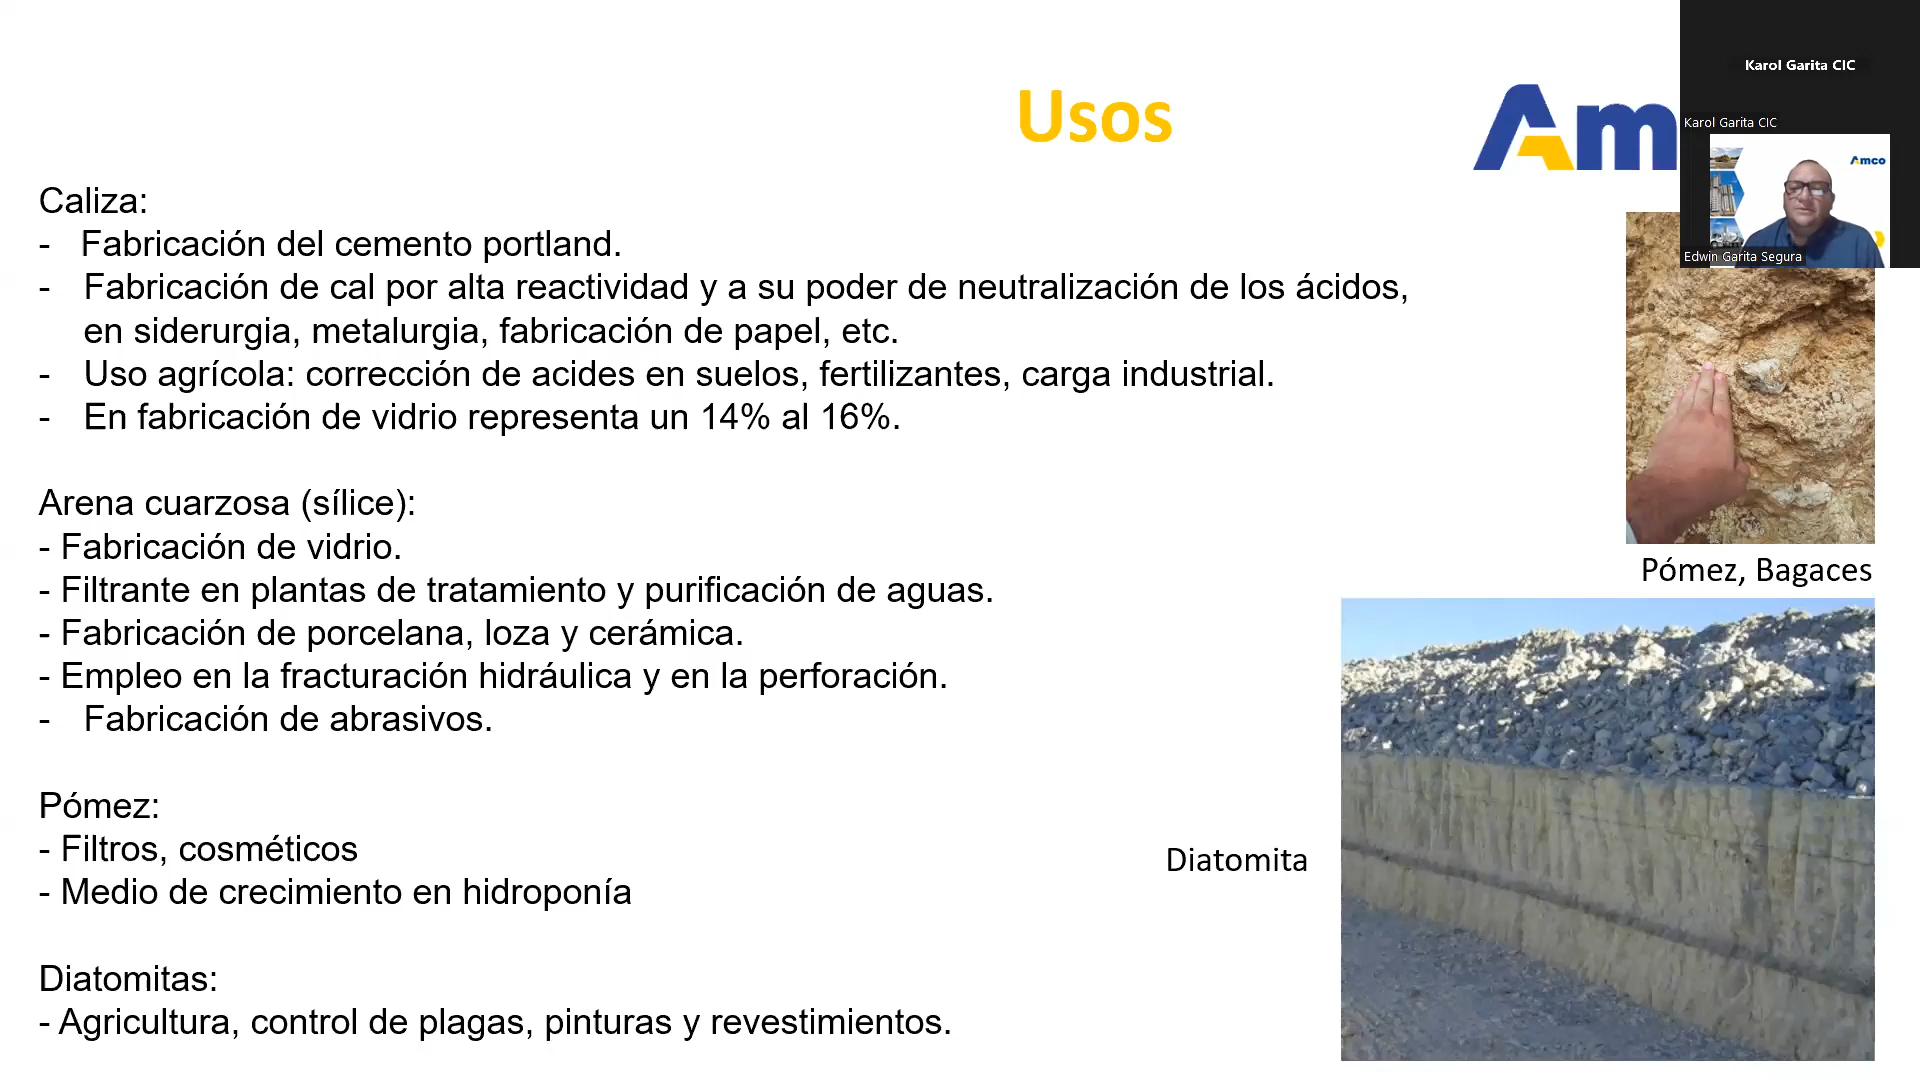 Karol Garita CIC
Usos
Am
Karol Garita CIC
Amco
Edwin Garita Segura
Caliza:
- Fabricación del cemento portland.
- Fabricación de cal por alta reactividad y a su poder de neutralización de los ácidos,
en siderurgia, metalurgia, fabricación de papel, etc.
- Uso agrícola: corrección de acides en suelos, fertilizantes, carga industrial.
- En fabricación de vidrio representa un 14% al 16%.
Arena cuarzosa (sílice):
- Fabricación de vidrio.
- Filtrante en plantas de tratamiento y purificación de aguas.
- Fabricación de porcelana, loza y cerámica.
- Empleo en la fracturación hidráulica y en la perforación.
- Fabricación de abrasivos.
Pómez:
- Filtros, cosméticos
- Medio de crecimiento en hidroponía
Diatomitas:
- Agricultura, control de plagas, pinturas y revestimientos.
Pómez, Bagaces
Diatomita